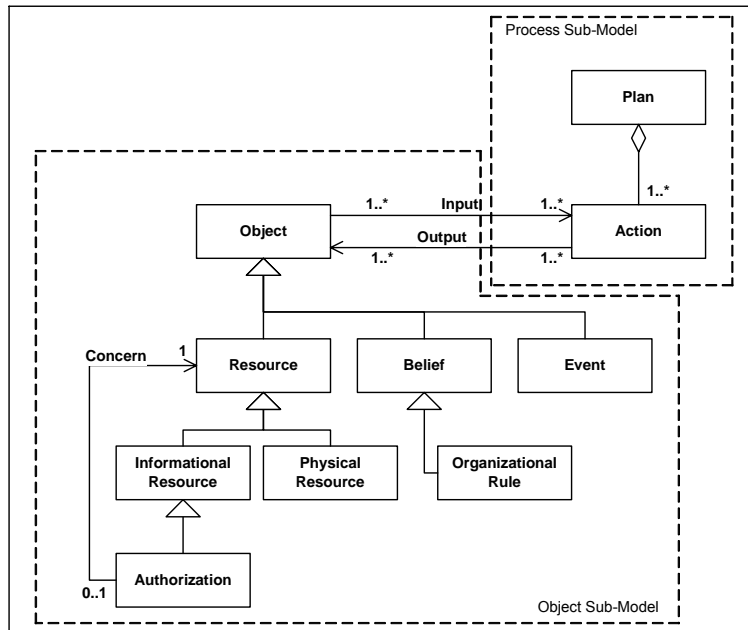 Process Sub-Model
Plan
1..*
1..*
Input
1..*
Object
Action
Output
1..*
1..*
Concern
1
Resource
Belief
Event
Informational
Resource
Physical
Resource
Organizational
Rule
Authorization
0..1
Object Sub-Model